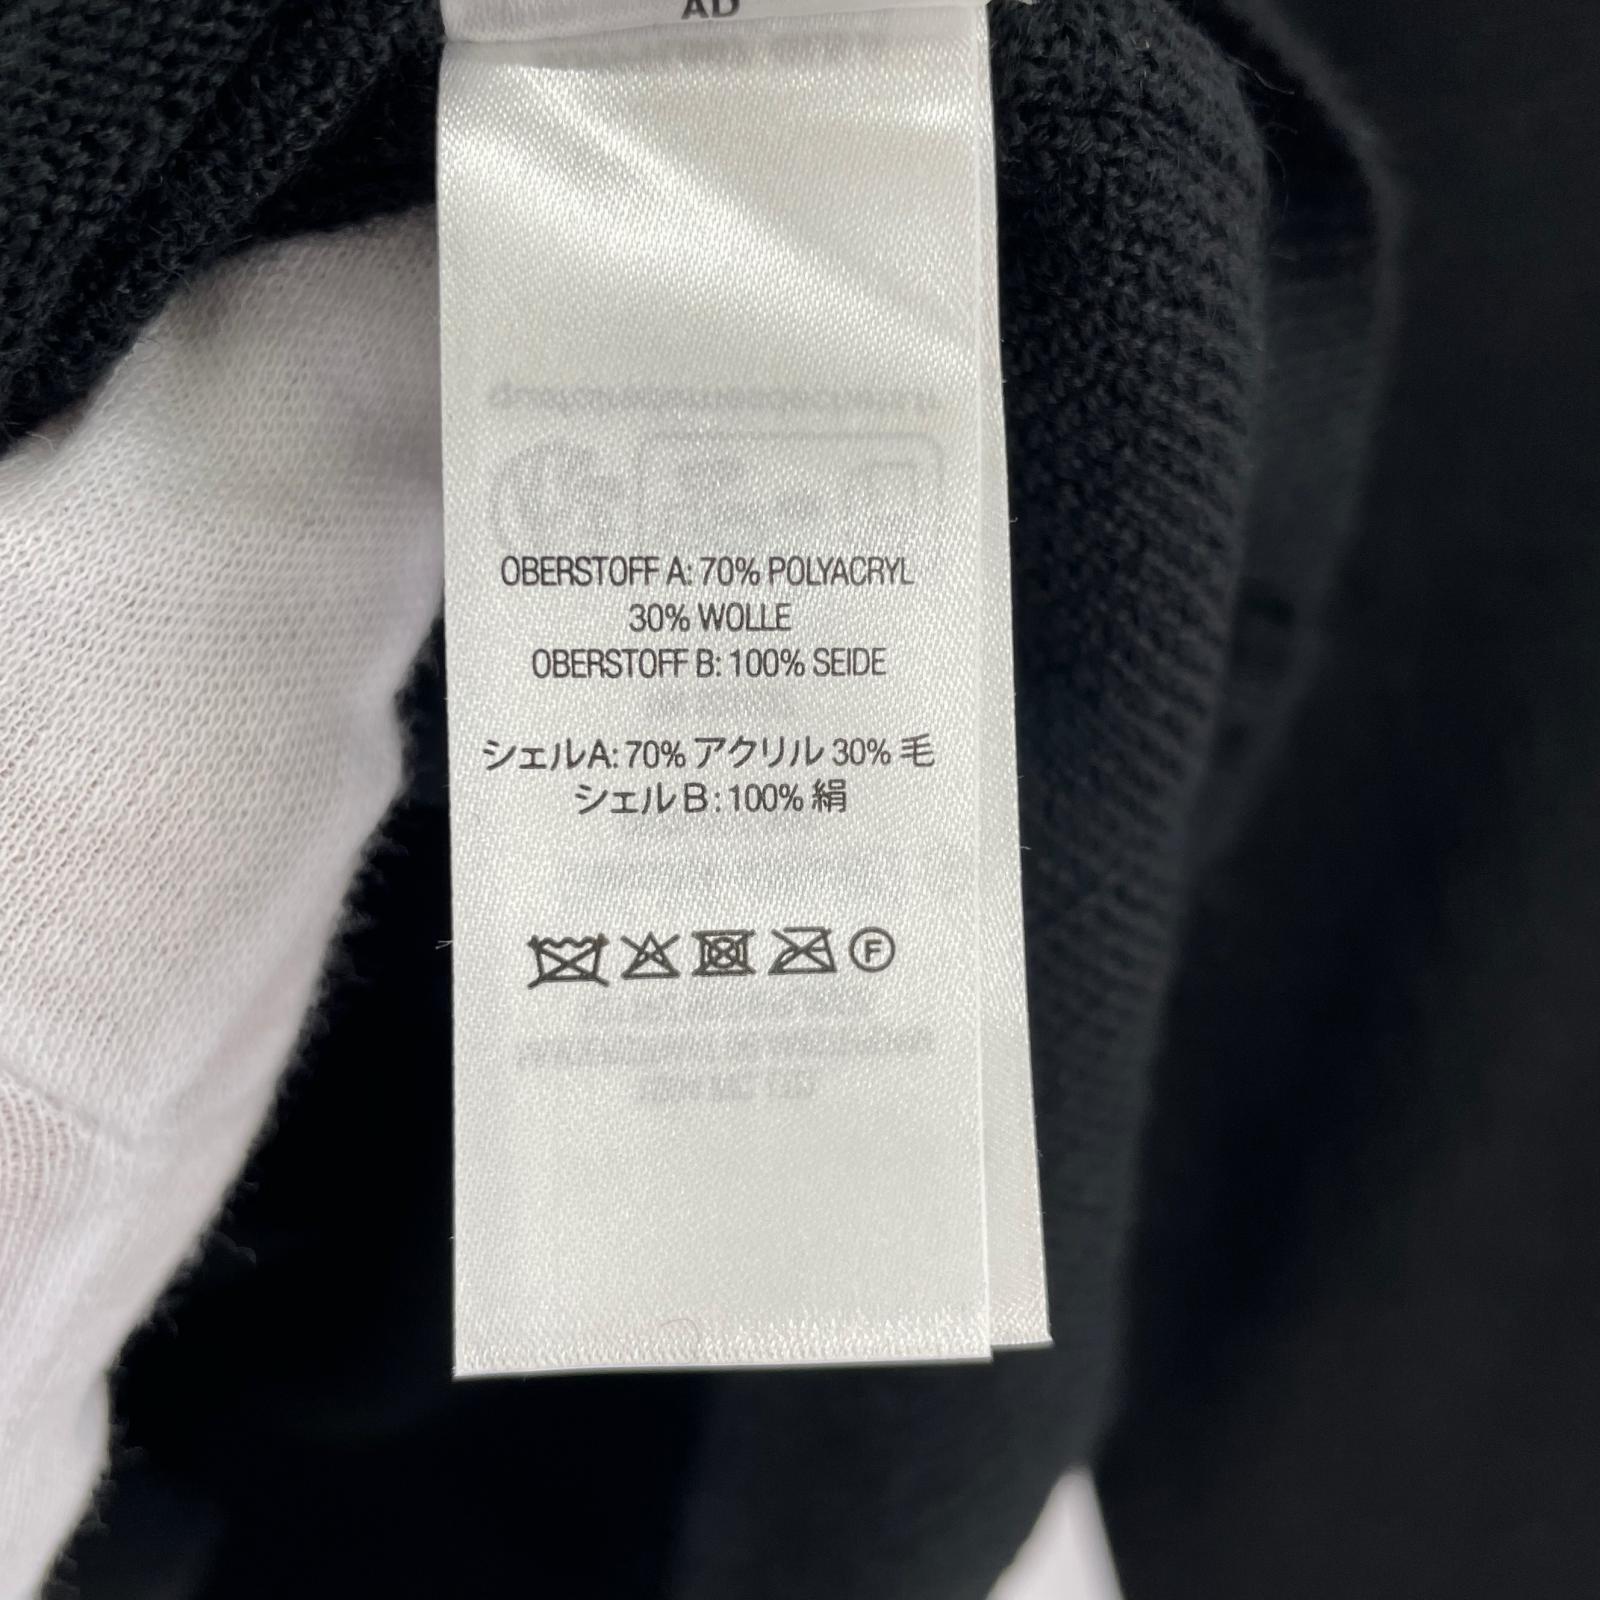 AD
OBERSTOFF A: 70% POLYACRYL
30% WOLLE
OBERSTOFF B: 100% SEIDE
シェルA: 70% アクリル 30% 毛
シェル B: 100% 絹
F